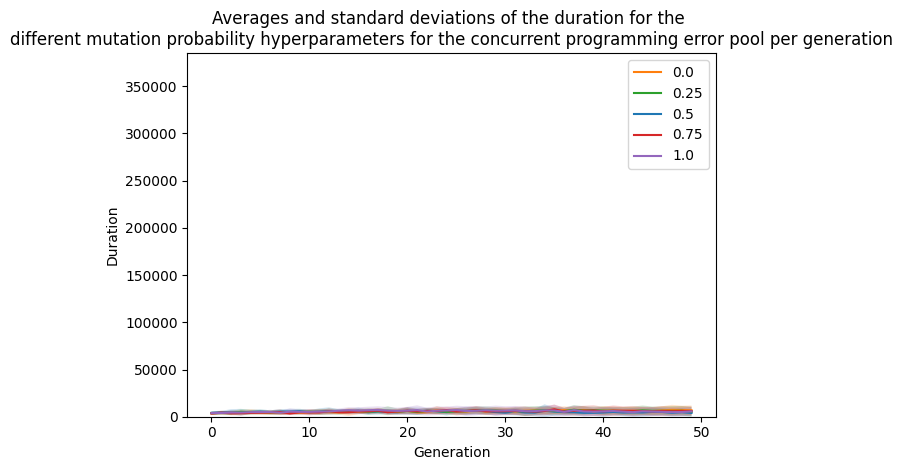 Averages and standard deviations of the duration for the
different mutation probability hyperparameters for the concurrent programming error pool per generation
350000
300000
250000
200000
150000
100000
50000
0
Duration
0.0
0.25
0.5
0.75
1.0
0 10 20 30 40 50
Generation